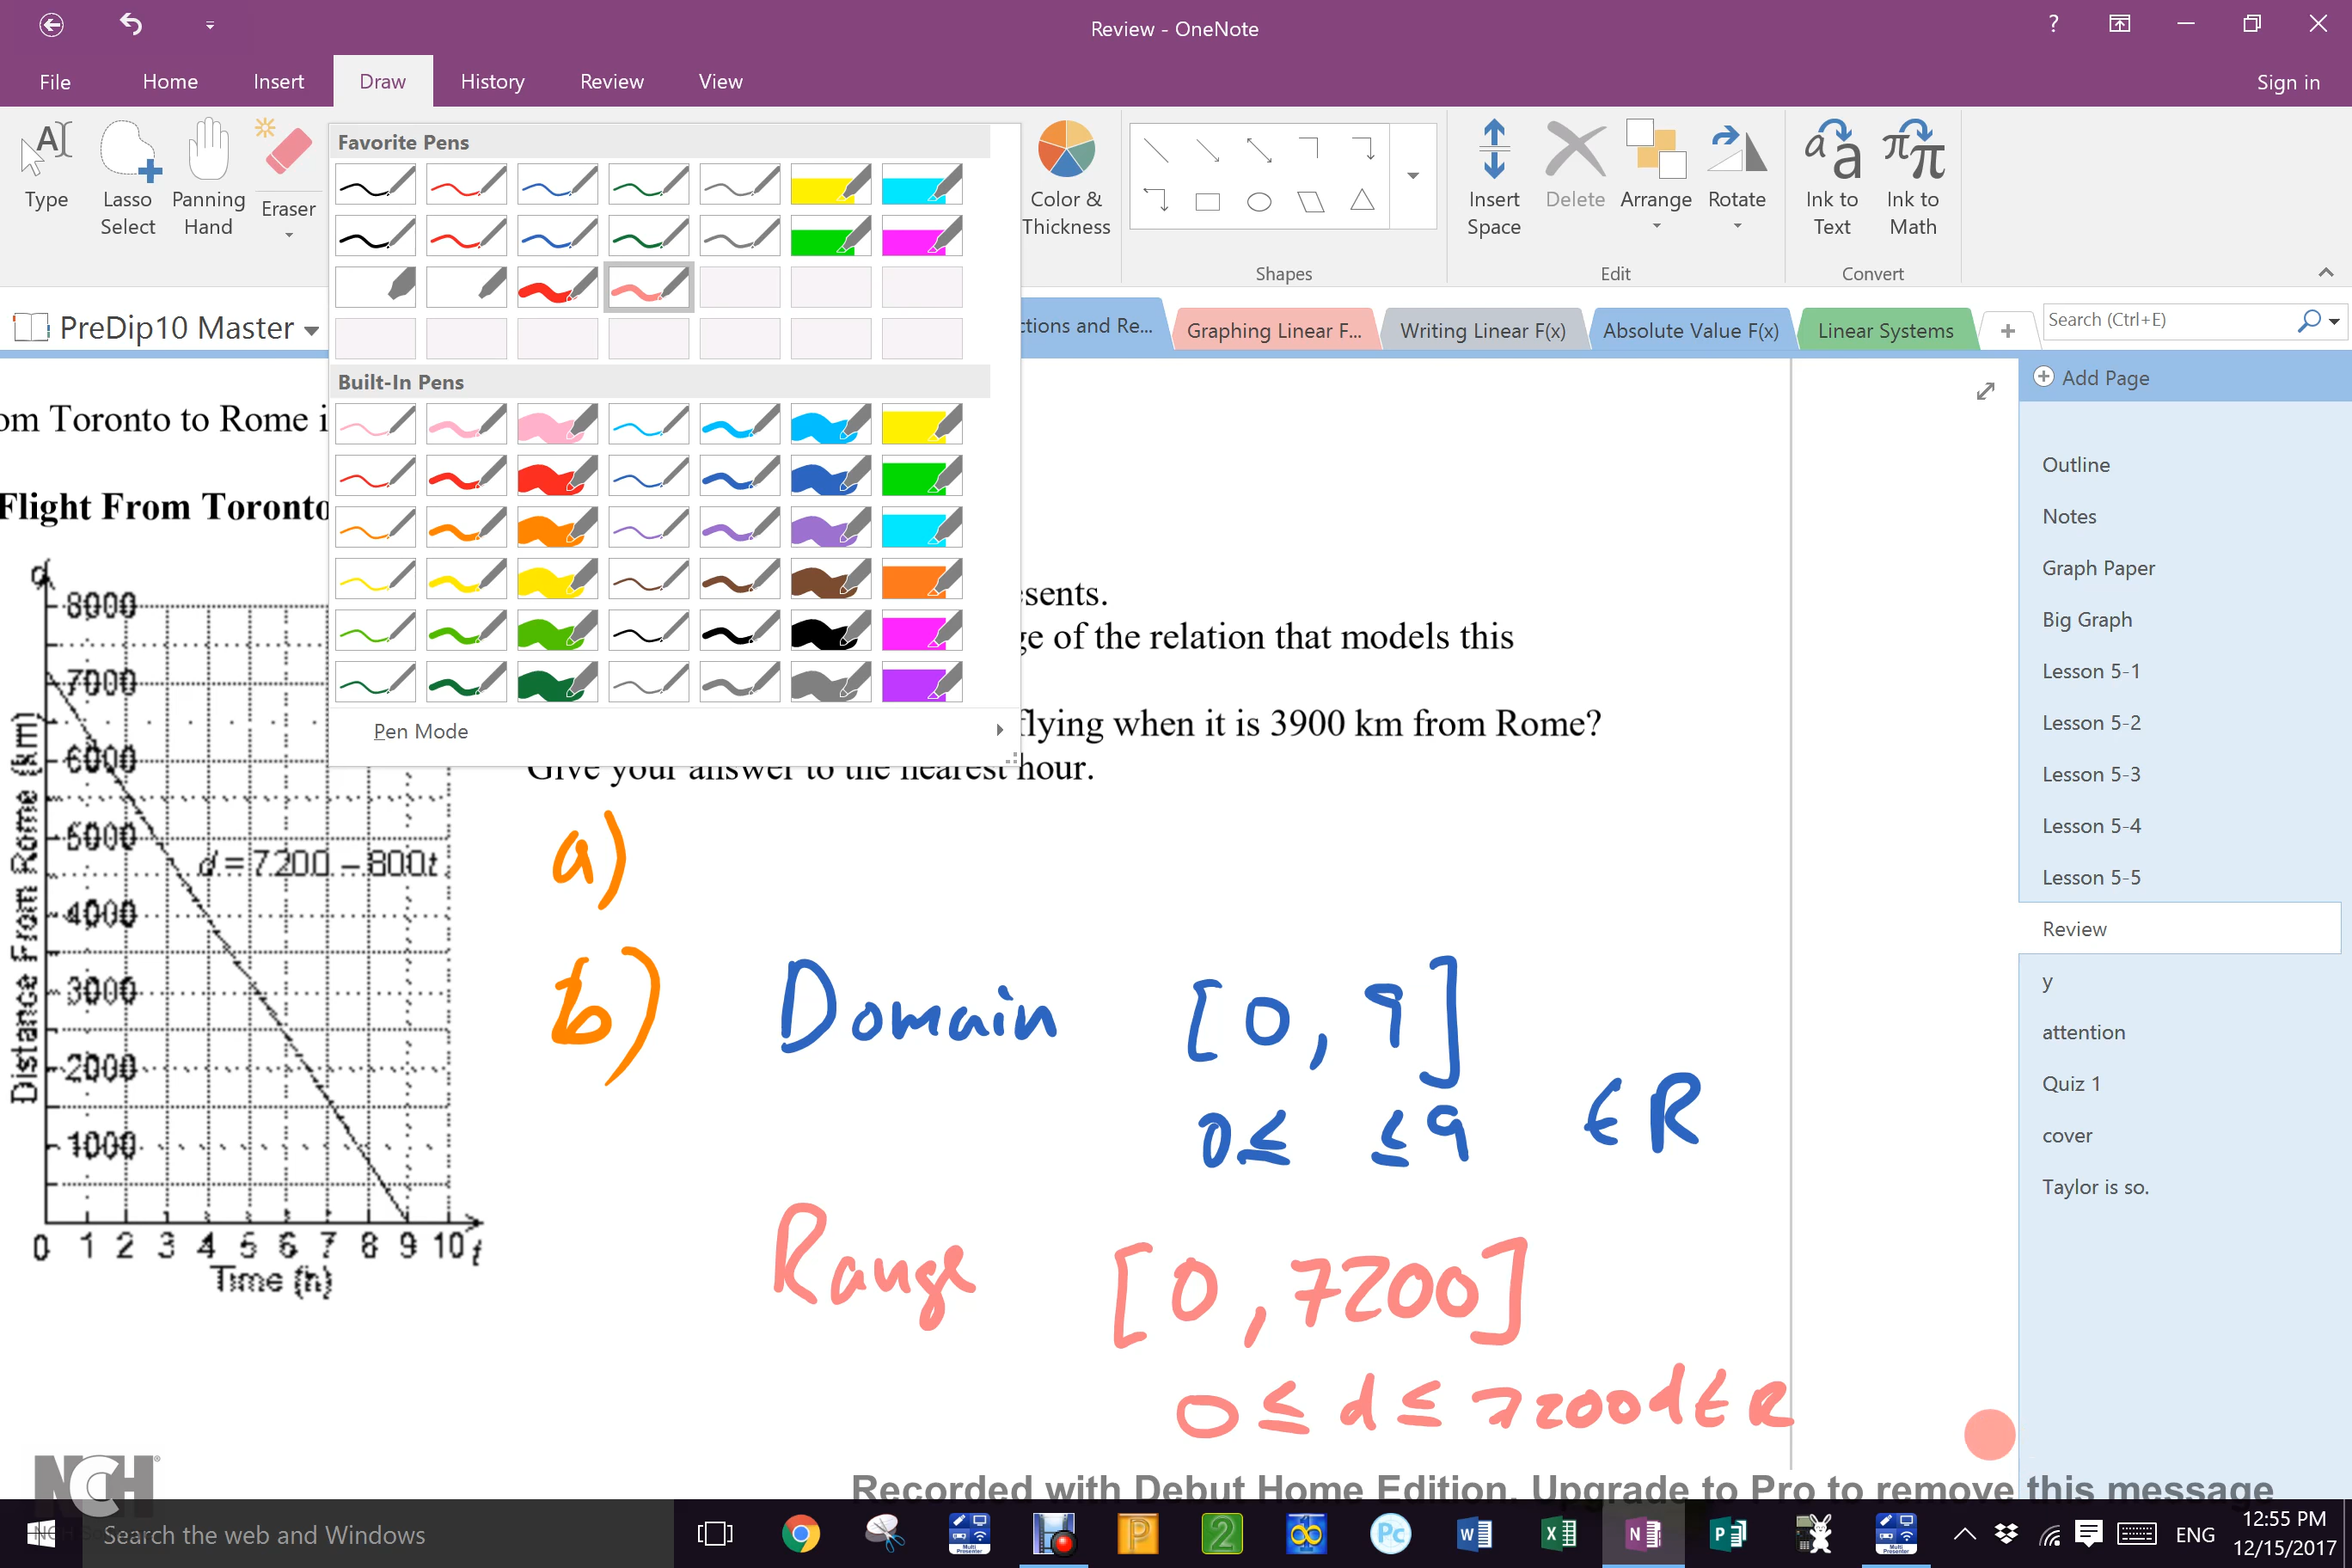 Review - OneNote
?
File Home Insert Draw History Review View Sign in
Type
Lasso Select
Panning Hand
Eraser
Favorite Pens
Built-In Pens
Pen Mode
Color & Thickness
Shapes
Insert Space
Delete
Arrange
Rotate
Edit
Ink to Text
Ink to Math
Convert
PreDip10 Master
ctions and Re...
Graphing Linear F...
Writing Linear F(x)
Absolute Value F(x)
Linear Systems
+
Search (Ctrl+E)
Add Page
Outline
Notes
Graph Paper
Big Graph
Lesson 5-1
Lesson 5-2
Lesson 5-3
Lesson 5-4
Lesson 5-5
Review
y
attention
Quiz 1
cover
Taylor is so.
om Toronto to Rome i
Flight From Toronto
esents.
ge of the relation that models this
flying when it is 3900 km from Rome?
Give your answer to the nearest hour.
d
8000
7000
6000
5000
4000
3000
2000
1000
Distance From Rome (km)
d = 7200 – 800t
0 1 2 3 4 5 6 7 8 9 10 t
Time (h)
a)
b) Domain [0, 9]
0 ≤ ≤ 9 ∈ R
Range [0, 7200]
0 ≤ d ≤ 7200 d ∈ R
NCH
Recorded with Debut Home Edition. Upgrade to Pro to remove this message
Search the web and Windows
ENG
12:55 PM
12/15/2017